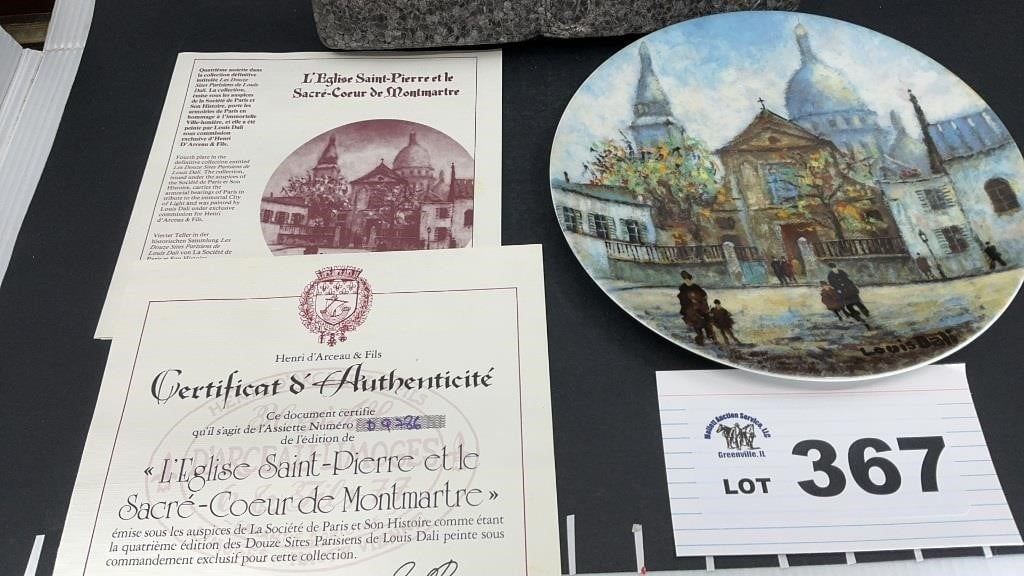 L'Eglise Saint-Pierre et le
Sacré-Coeur de Montmartre
Quatrième assiette dans
la collection définitive
intitulée Les Douze
Sites Parisiens de Louis
Dali. La collection,
émise sous les auspices
de la Société de Paris et
Son Histoire, porte les
armoiries de Paris en
hommage à l'immortelle
Ville-lumière, et elle a été
peinte par Louis Dali
sous commission
exclusive d'Henri
D'Arceau & Fils.
Fourth plate in the
definitive collection entitled
Les Douze Sites Parisiens de
Louis Dali. The collection,
issued under the auspices of
the Société de Paris et Son
Histoire, carries the
armorial bearings of Paris in
tribute to the immortal City
of Light and was painted by
Louis Dali under exclusive
commission for Henri
d'Arceau & Fils.
Vierter Teller in der
historischen Sammlung Les
Douze Sites Parisiens de
Louis Dali von La Société de
Henri d'Arceau & Fils
Certificat d'Authenticité
Ce document certifie
qu'il s'agit de l'Assiette Numéro D9786
de l'édition de
« L'Eglise Saint-Pierre et le
Sacré-Coeur de Montmartre »
émise sous les auspices de La Société de Paris et Son Histoire comme étant
la quatrième édition des Douze Sites Parisiens de Louis Dali peinte sous
commandement exclusif pour cette collection.
Louis Dali
Mollett Auction Service, LLC
Greenville, IL
LOT 367